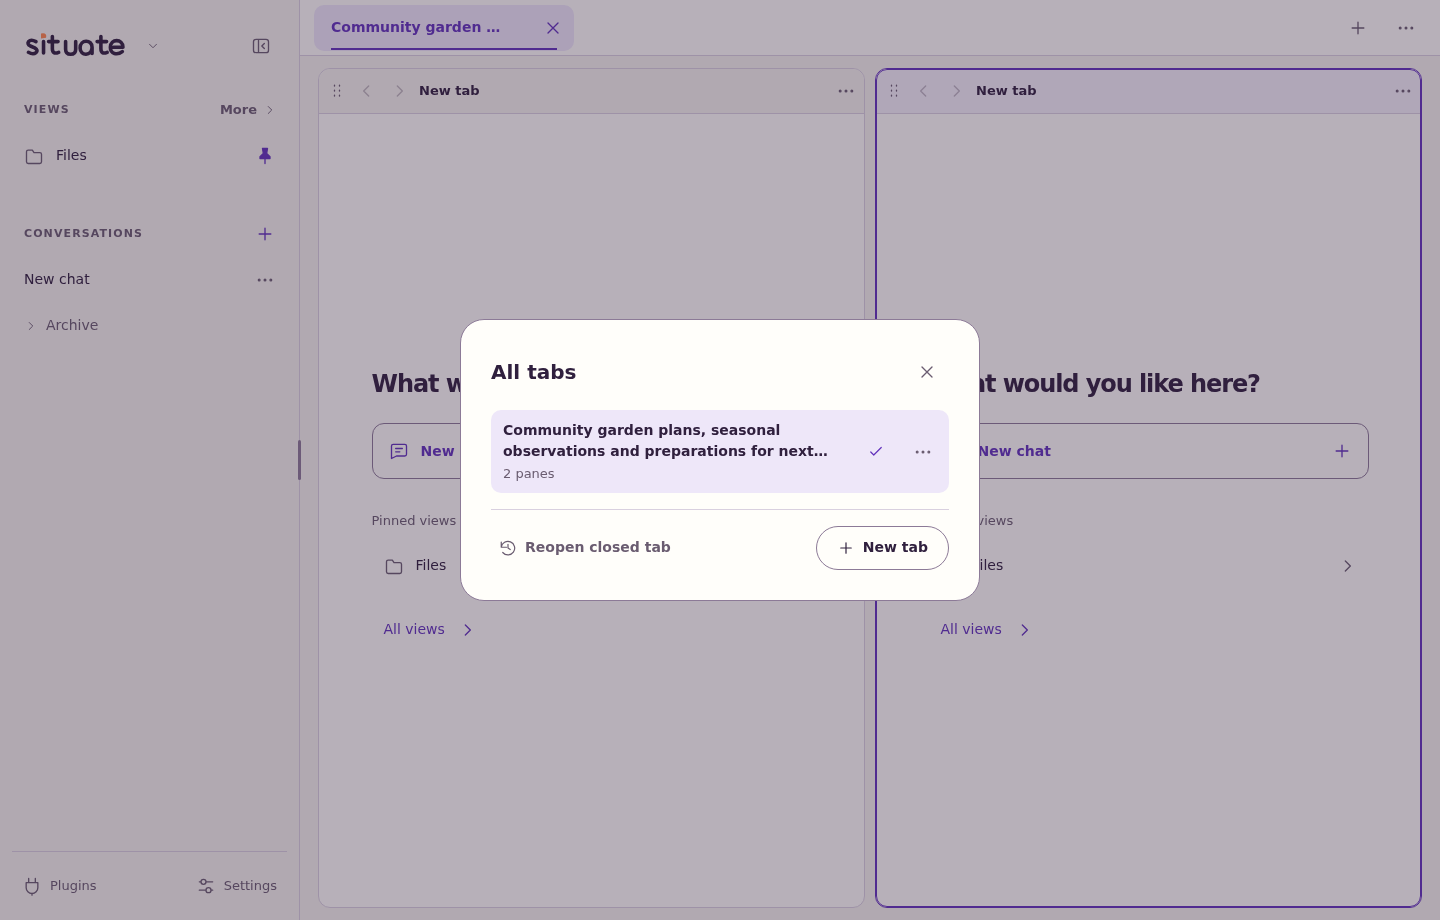 situate
Community garden …
VIEWS
More
Files
CONVERSATIONS
New chat
Archive
Plugins
Settings
New tab
What w
New
Pinned views
Files
All views
New tab
at would you like here?
New chat
views
iles
All views
All tabs
Community garden plans, seasonal
observations and preparations for next…
2 panes
Reopen closed tab
New tab